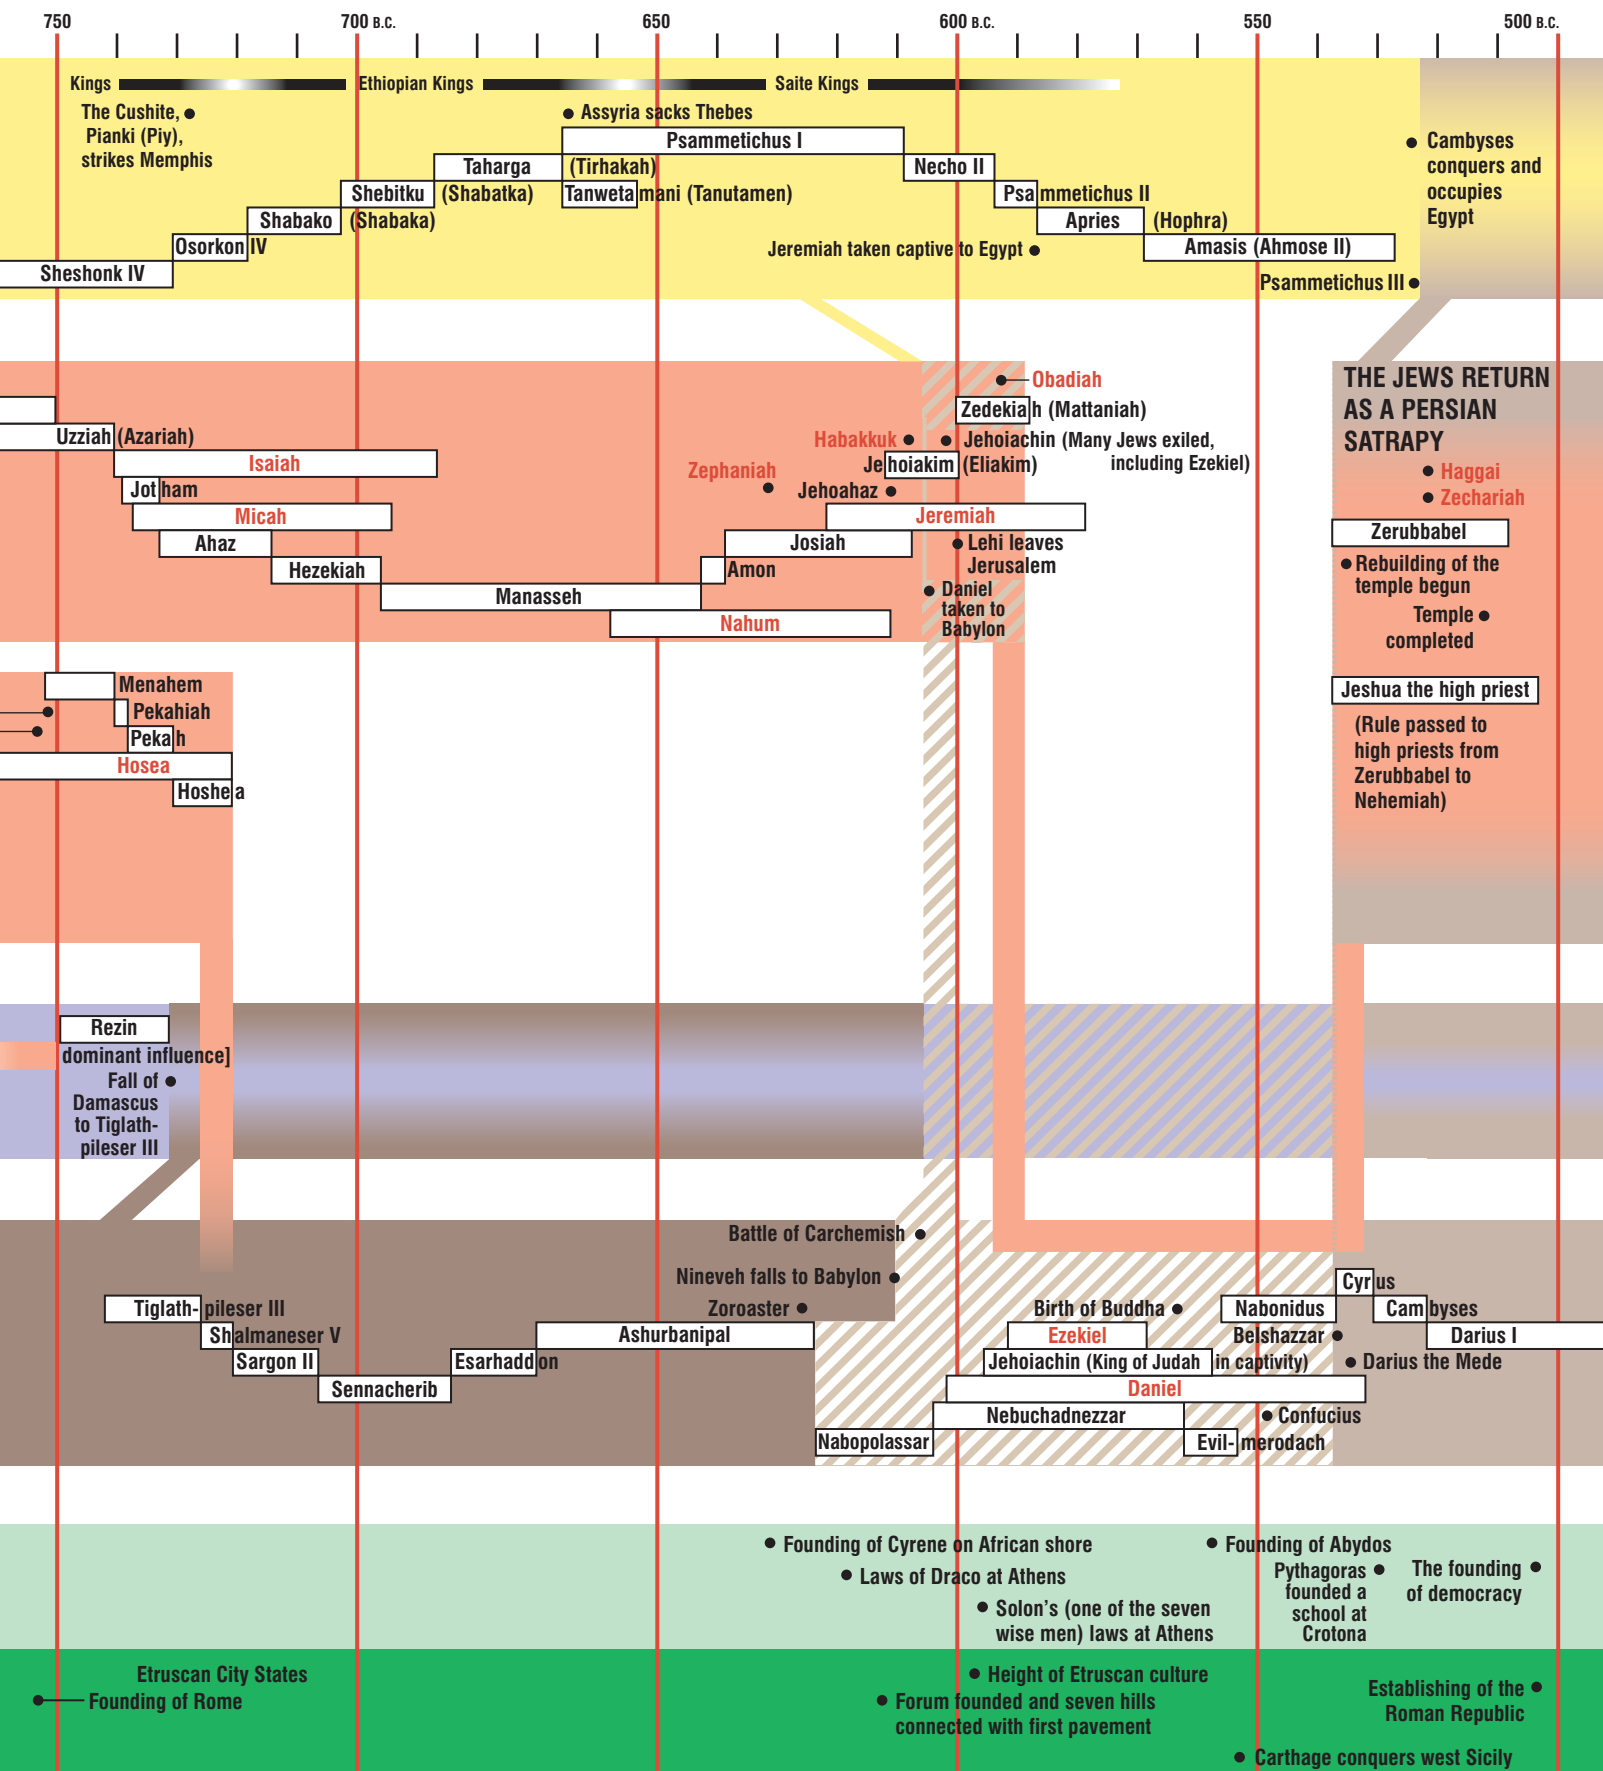 750
700 B.C.
650
600 B.C.
550
500 B.C.
Kings
Ethiopian Kings
Saite Kings
The Cushite,
Pianki (Piy),
strikes Memphis
Assyria sacks Thebes
Psammetichus I
Taharga (Tirhakah)
Necho II
Shebitku (Shabatka)
Tanwetamani (Tanutamen)
Psammetichus II
Shabako (Shabaka)
Apries (Hophra)
Osorkon IV
Jeremiah taken captive to Egypt
Amasis (Ahmose II)
Sheshonk IV
Psammetichus III
Cambyses
conquers and
occupies
Egypt
Obadiah
Zedekiah (Mattaniah)
Uzziah (Azariah)
Habakkuk
Jehoiachin (Many Jews exiled,
including Ezekiel)
Isaiah
Zephaniah
Jehoiakim (Eliakim)
Jotham
Jehoahaz
Micah
Jeremiah
Ahaz
Josiah
Lehi leaves
Jerusalem
Hezekiah
Amon
Manasseh
Daniel
taken to
Babylon
Nahum
THE JEWS RETURN
AS A PERSIAN
SATRAPY
Haggai
Zechariah
Zerubbabel
Rebuilding of the
temple begun
Temple
completed
Jeshua the high priest
(Rule passed to
high priests from
Zerubbabel to
Nehemiah)
Menahem
Pekahiah
Pekah
Hosea
Hoshea
Rezin
dominant influence]
Fall of
Damascus
to Tiglath-
pileser III
Battle of Carchemish
Nineveh falls to Babylon
Cyrus
Tiglath-pileser III
Zoroaster
Birth of Buddha
Nabonidus
Cambyses
Shalmaneser V
Ashurbanipal
Ezekiel
Belshazzar
Darius I
Sargon II
Esarhaddon
Jehoiachin (King of Judah in captivity)
Darius the Mede
Sennacherib
Daniel
Nebuchadnezzar
Confucius
Nabopolassar
Evil-merodach
Founding of Cyrene on African shore
Founding of Abydos
Laws of Draco at Athens
Pythagoras
founded a
school at
Crotona
The founding
of democracy
Solon's (one of the seven
wise men) laws at Athens
Etruscan City States
Height of Etruscan culture
Founding of Rome
Forum founded and seven hills
connected with first pavement
Establishing of the
Roman Republic
Carthage conquers west Sicily